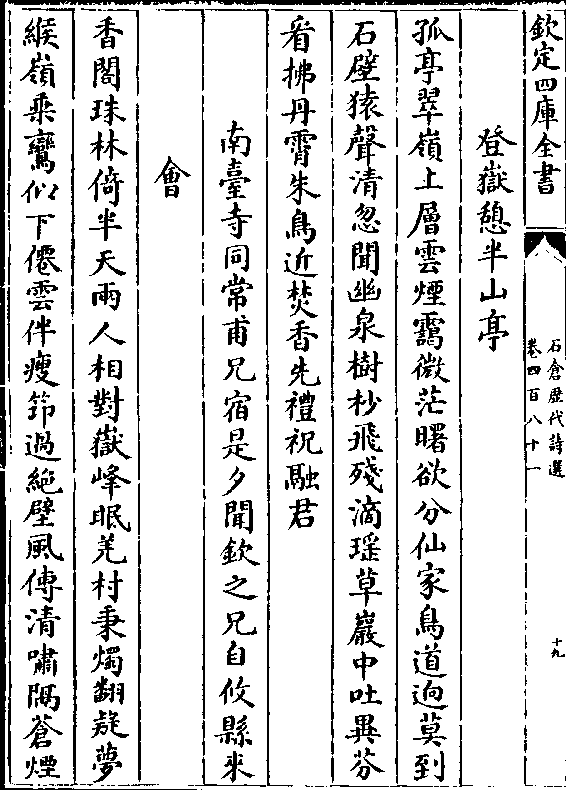 欽定四庫全書
石倉歴代詩選
卷四百八十一
十九
登嶽憩半山亭
孤亭翠嶺上層雲煙靄微茫曙欲分仙家鳥道逈莫到
石壁猿聲清忽聞幽泉樹杪飛殘滴瑶草巖中吐異芬
看拂丹霄朱鳥近焚香先禮祝融君
南臺寺同常甫兄宿是夕聞欽之兄自攸縣來
會
香閣珠林倚半天兩人相對嶽峰眠羌村秉燭翻疑夢
緱嶺乗鸞似下僊雲伴瘦笻過絶壁風傳清嘯隔蒼煙